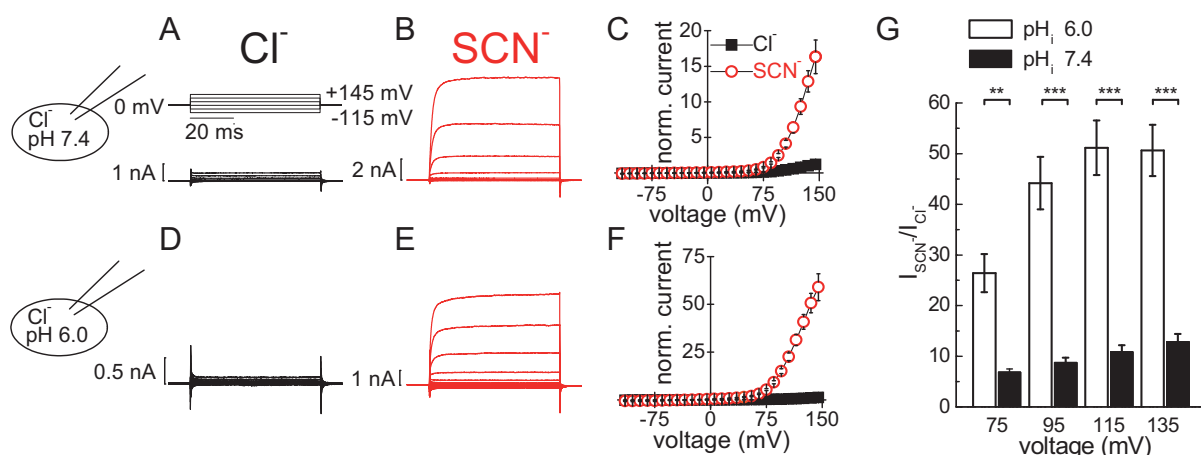 A
Cl-
Cl-
pH 7.4
0 mV
+145 mV
-115 mV
20 ms
1 nA
B
SCN-
2 nA
C
norm. current
20
15
10
5
Cl-
SCN-
-75
0
75
150
voltage (mV)
D
Cl-
pH 6.0
0.5 nA
E
1 nA
F
norm. current
75
50
25
-75
0
75
150
voltage (mV)
G
pHi 6.0
pHi 7.4
**
***
***
***
ISCN-/ICl-
60
50
40
30
20
10
0
75
95
115
135
voltage (mV)